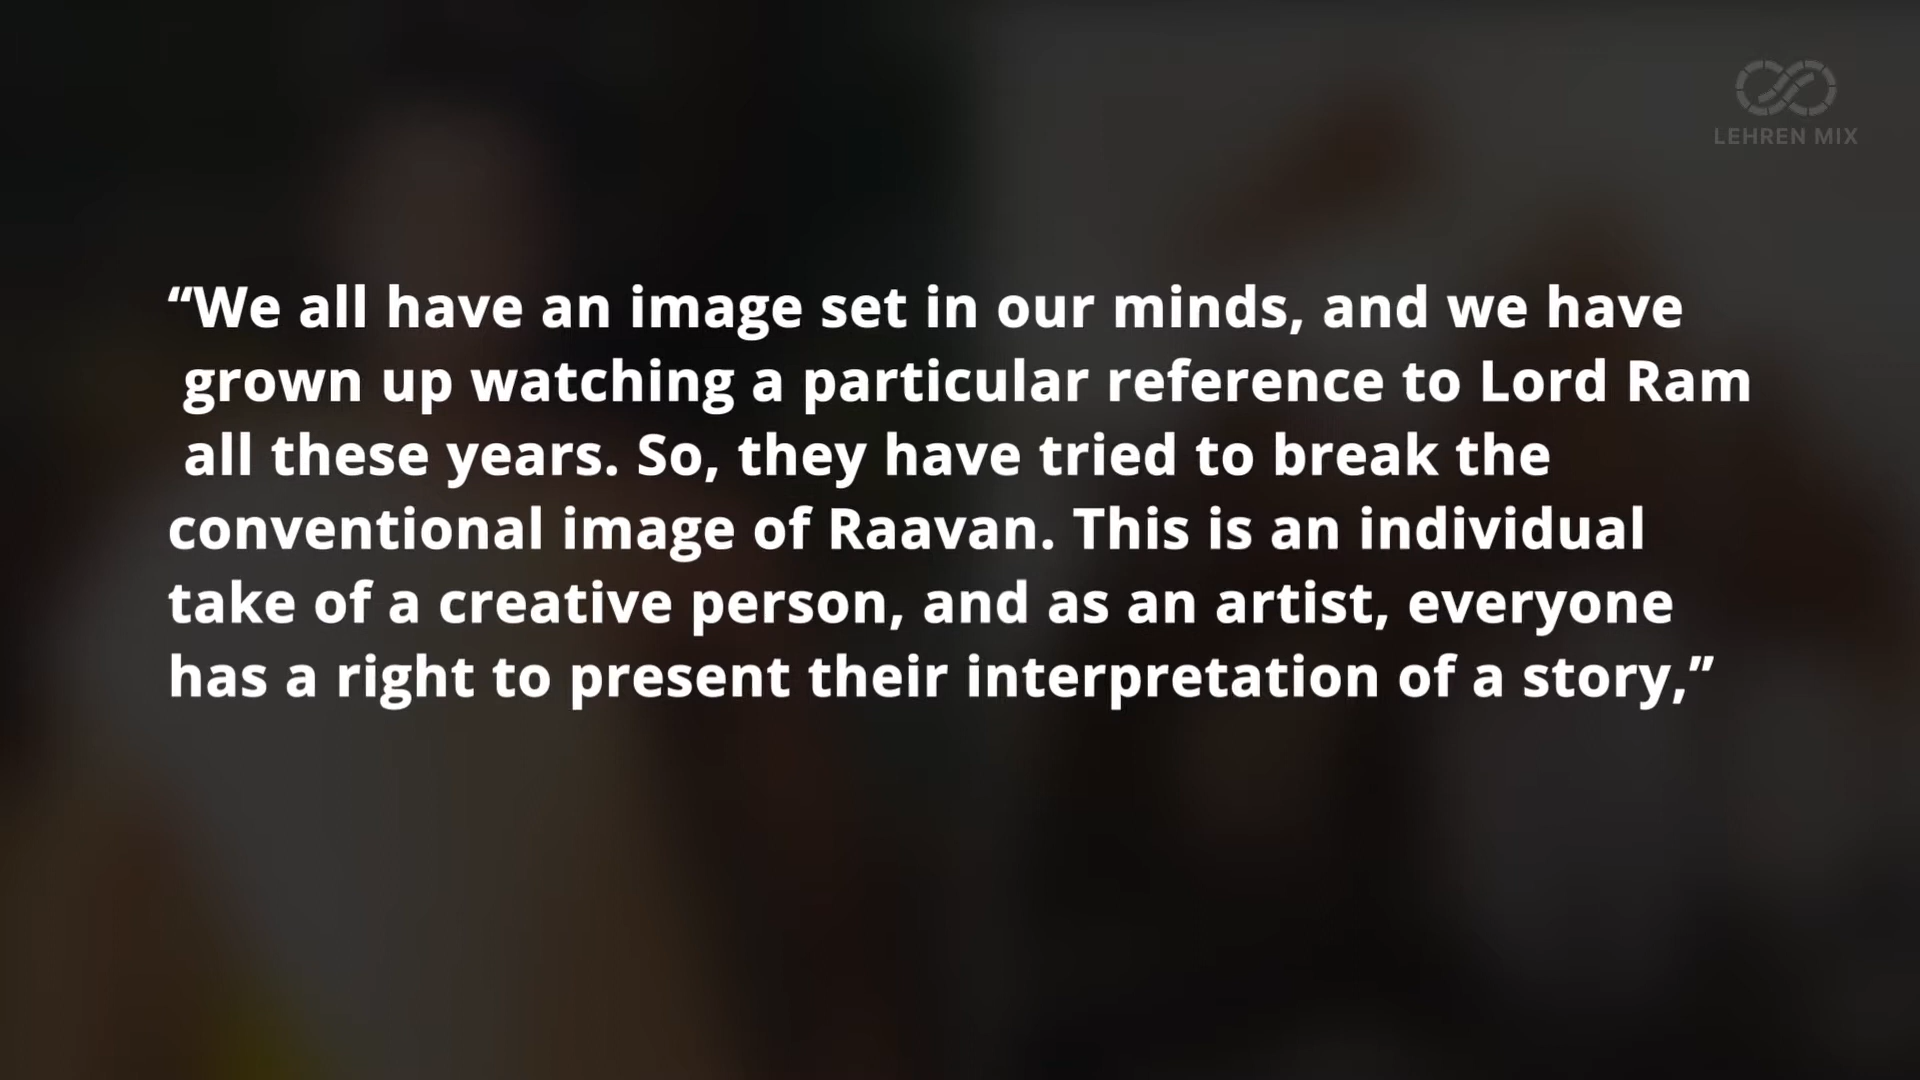 LEHREN MIX
“We all have an image set in our minds, and we have
grown up watching a particular reference to Lord Ram
all these years. So, they have tried to break the
conventional image of Raavan. This is an individual
take of a creative person, and as an artist, everyone
has a right to present their interpretation of a story,”